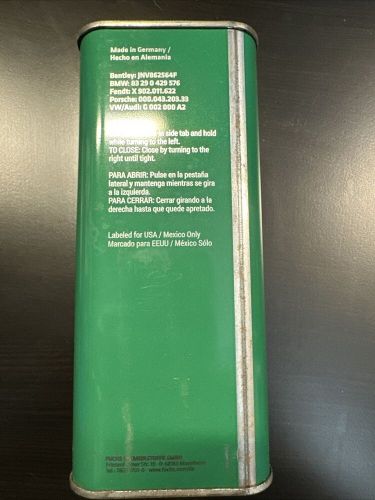 Made in Germany /
Hecho en Alemania
Bentley: JNV862564F
BMW: 83 29 0 429 576
Fendt: X 902.011.622
Porsche: 000.043.203.33
VW/Audi: G 002 000 A2
in side tab and hold
while turning to the left.
TO CLOSE: Close by turning to the
right until tight.
PARA ABRIR: Pulse en la pestaña
lateral y mantenga mientras se gira
a la izquierda.
PARA CERRAR: Cerrar girando a la
derecha hasta que quede apretado.
Labeled for USA / Mexico Only
Marcado para EEUU / México Sólo
FUCHS